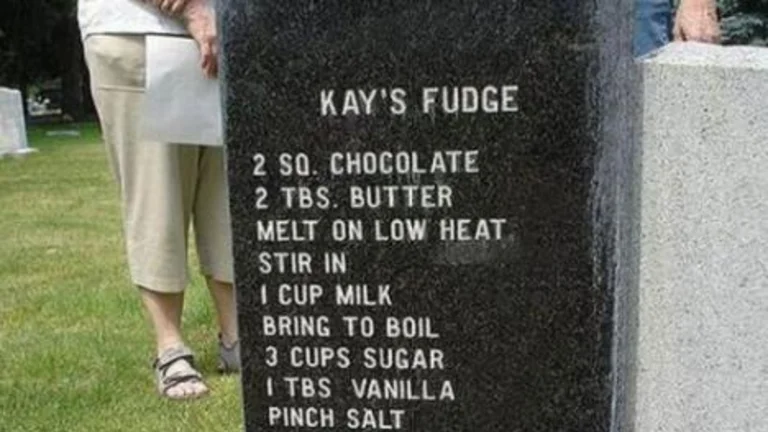 KAY'S FUDGE
2 SQ. CHOCOLATE
2 TBS. BUTTER
MELT ON LOW HEAT
STIR IN
1 CUP MILK
BRING TO BOIL
3 CUPS SUGAR
1 TBS VANILLA
PINCH SALT